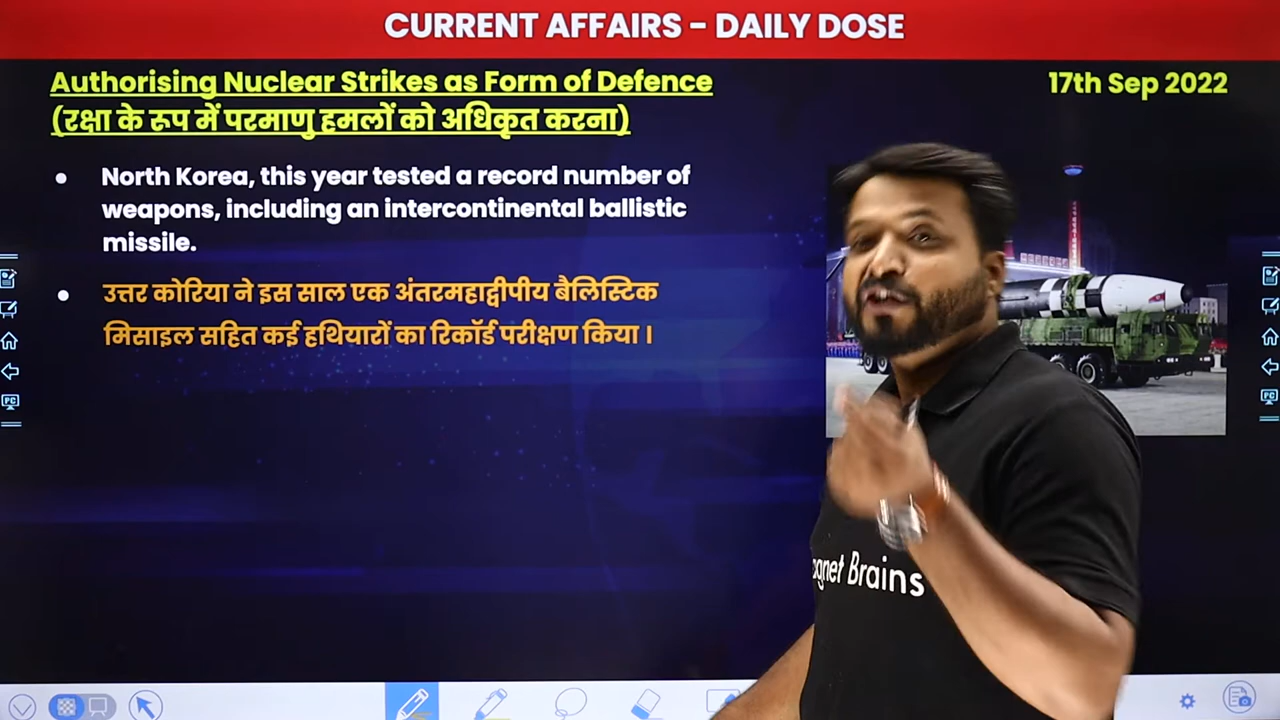 CURRENT AFFAIRS - DAILY DOSE
Authorising Nuclear Strikes as Form of Defence
17th Sep 2022
(रक्षा के रूप में परमाणु हमलों को अधिकृत करना)
North Korea, this year tested a record number of
weapons, including an intercontinental ballistic
missile.
उत्तर कोरिया ने इस साल एक अंतरमहाद्वीपीय बैलिस्टिक
मिसाइल सहित कई हथियारों का रिकॉर्ड परीक्षण किया ।
agnet Brains